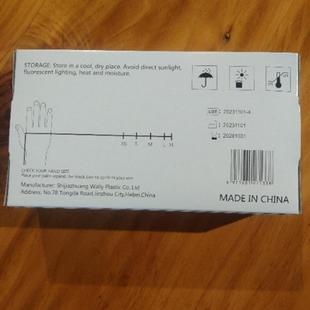 STORAGE: Store in a cool, dry place. Avoid direct sunlight,
fluorescent lighting, heat and moisture.
LOT 20231101-4
20231101
20281031
XS S M L XL
CHECK YOUR HAND SIZE
Manufacturer: Shijiazhuang Wally Plastic Co.,Ltd
Address: No.78 Tongda Road,Jinzhou City,Hebei,China
MADE IN CHINA